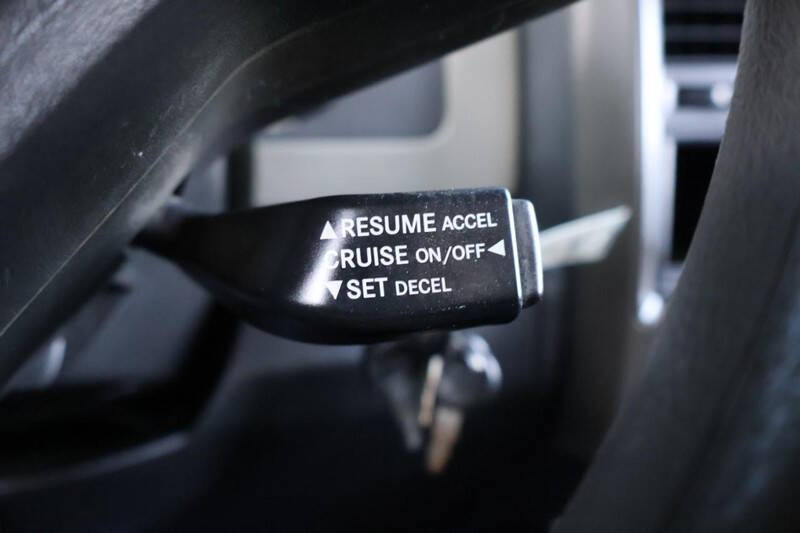 ▲RESUME ACCEL
CRUISE ON/OFF◀
▼SET DECEL